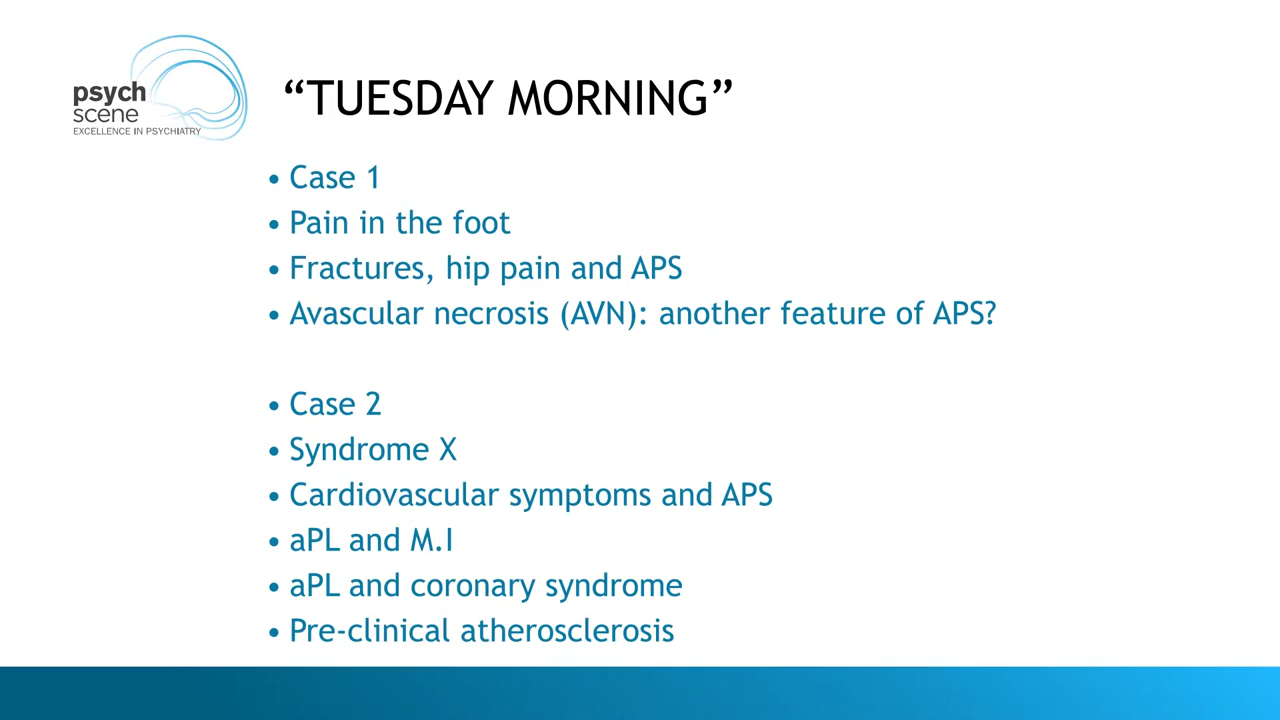 psych
scene
EXCELLENCE IN PSYCHIATRY
“TUESDAY MORNING”
• Case 1
• Pain in the foot
• Fractures, hip pain and APS
• Avascular necrosis (AVN): another feature of APS?
• Case 2
• Syndrome X
• Cardiovascular symptoms and APS
• aPL and M.I
• aPL and coronary syndrome
• Pre-clinical atherosclerosis